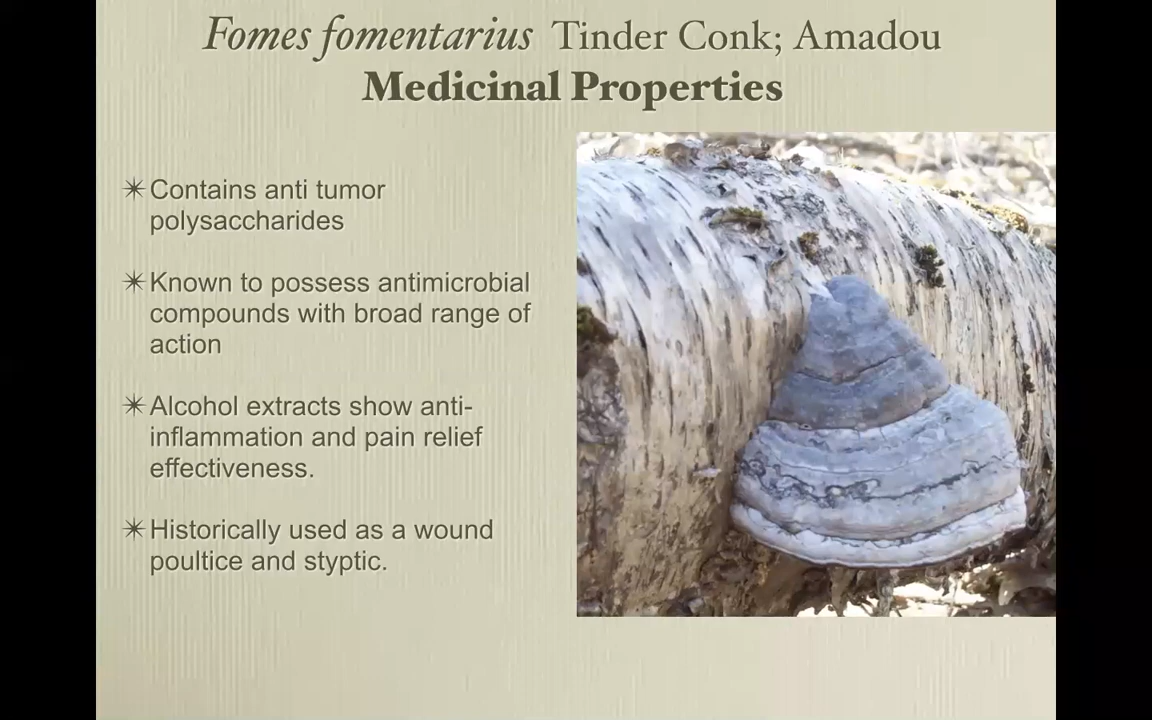 Fomes fomentarius Tinder Conk; Amadou
Medicinal Properties
✴Contains anti tumor
polysaccharides
✴Known to possess antimicrobial
compounds with broad range of
action
✴Alcohol extracts show anti-
inflammation and pain relief
effectiveness.
✴Historically used as a wound
poultice and styptic.